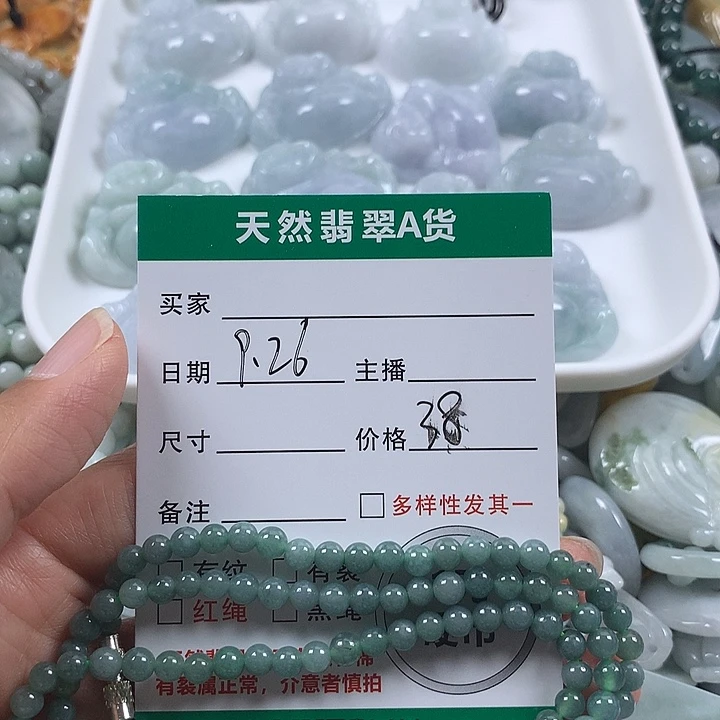 天然翡翠A货
买家
日期 9.26 主播
尺寸 价格 38
备注 □ 多样性发其一
□ 有纹 □ 有裂
□ 红绳 □ 黑绳
有裂属正常，介意者慎拍